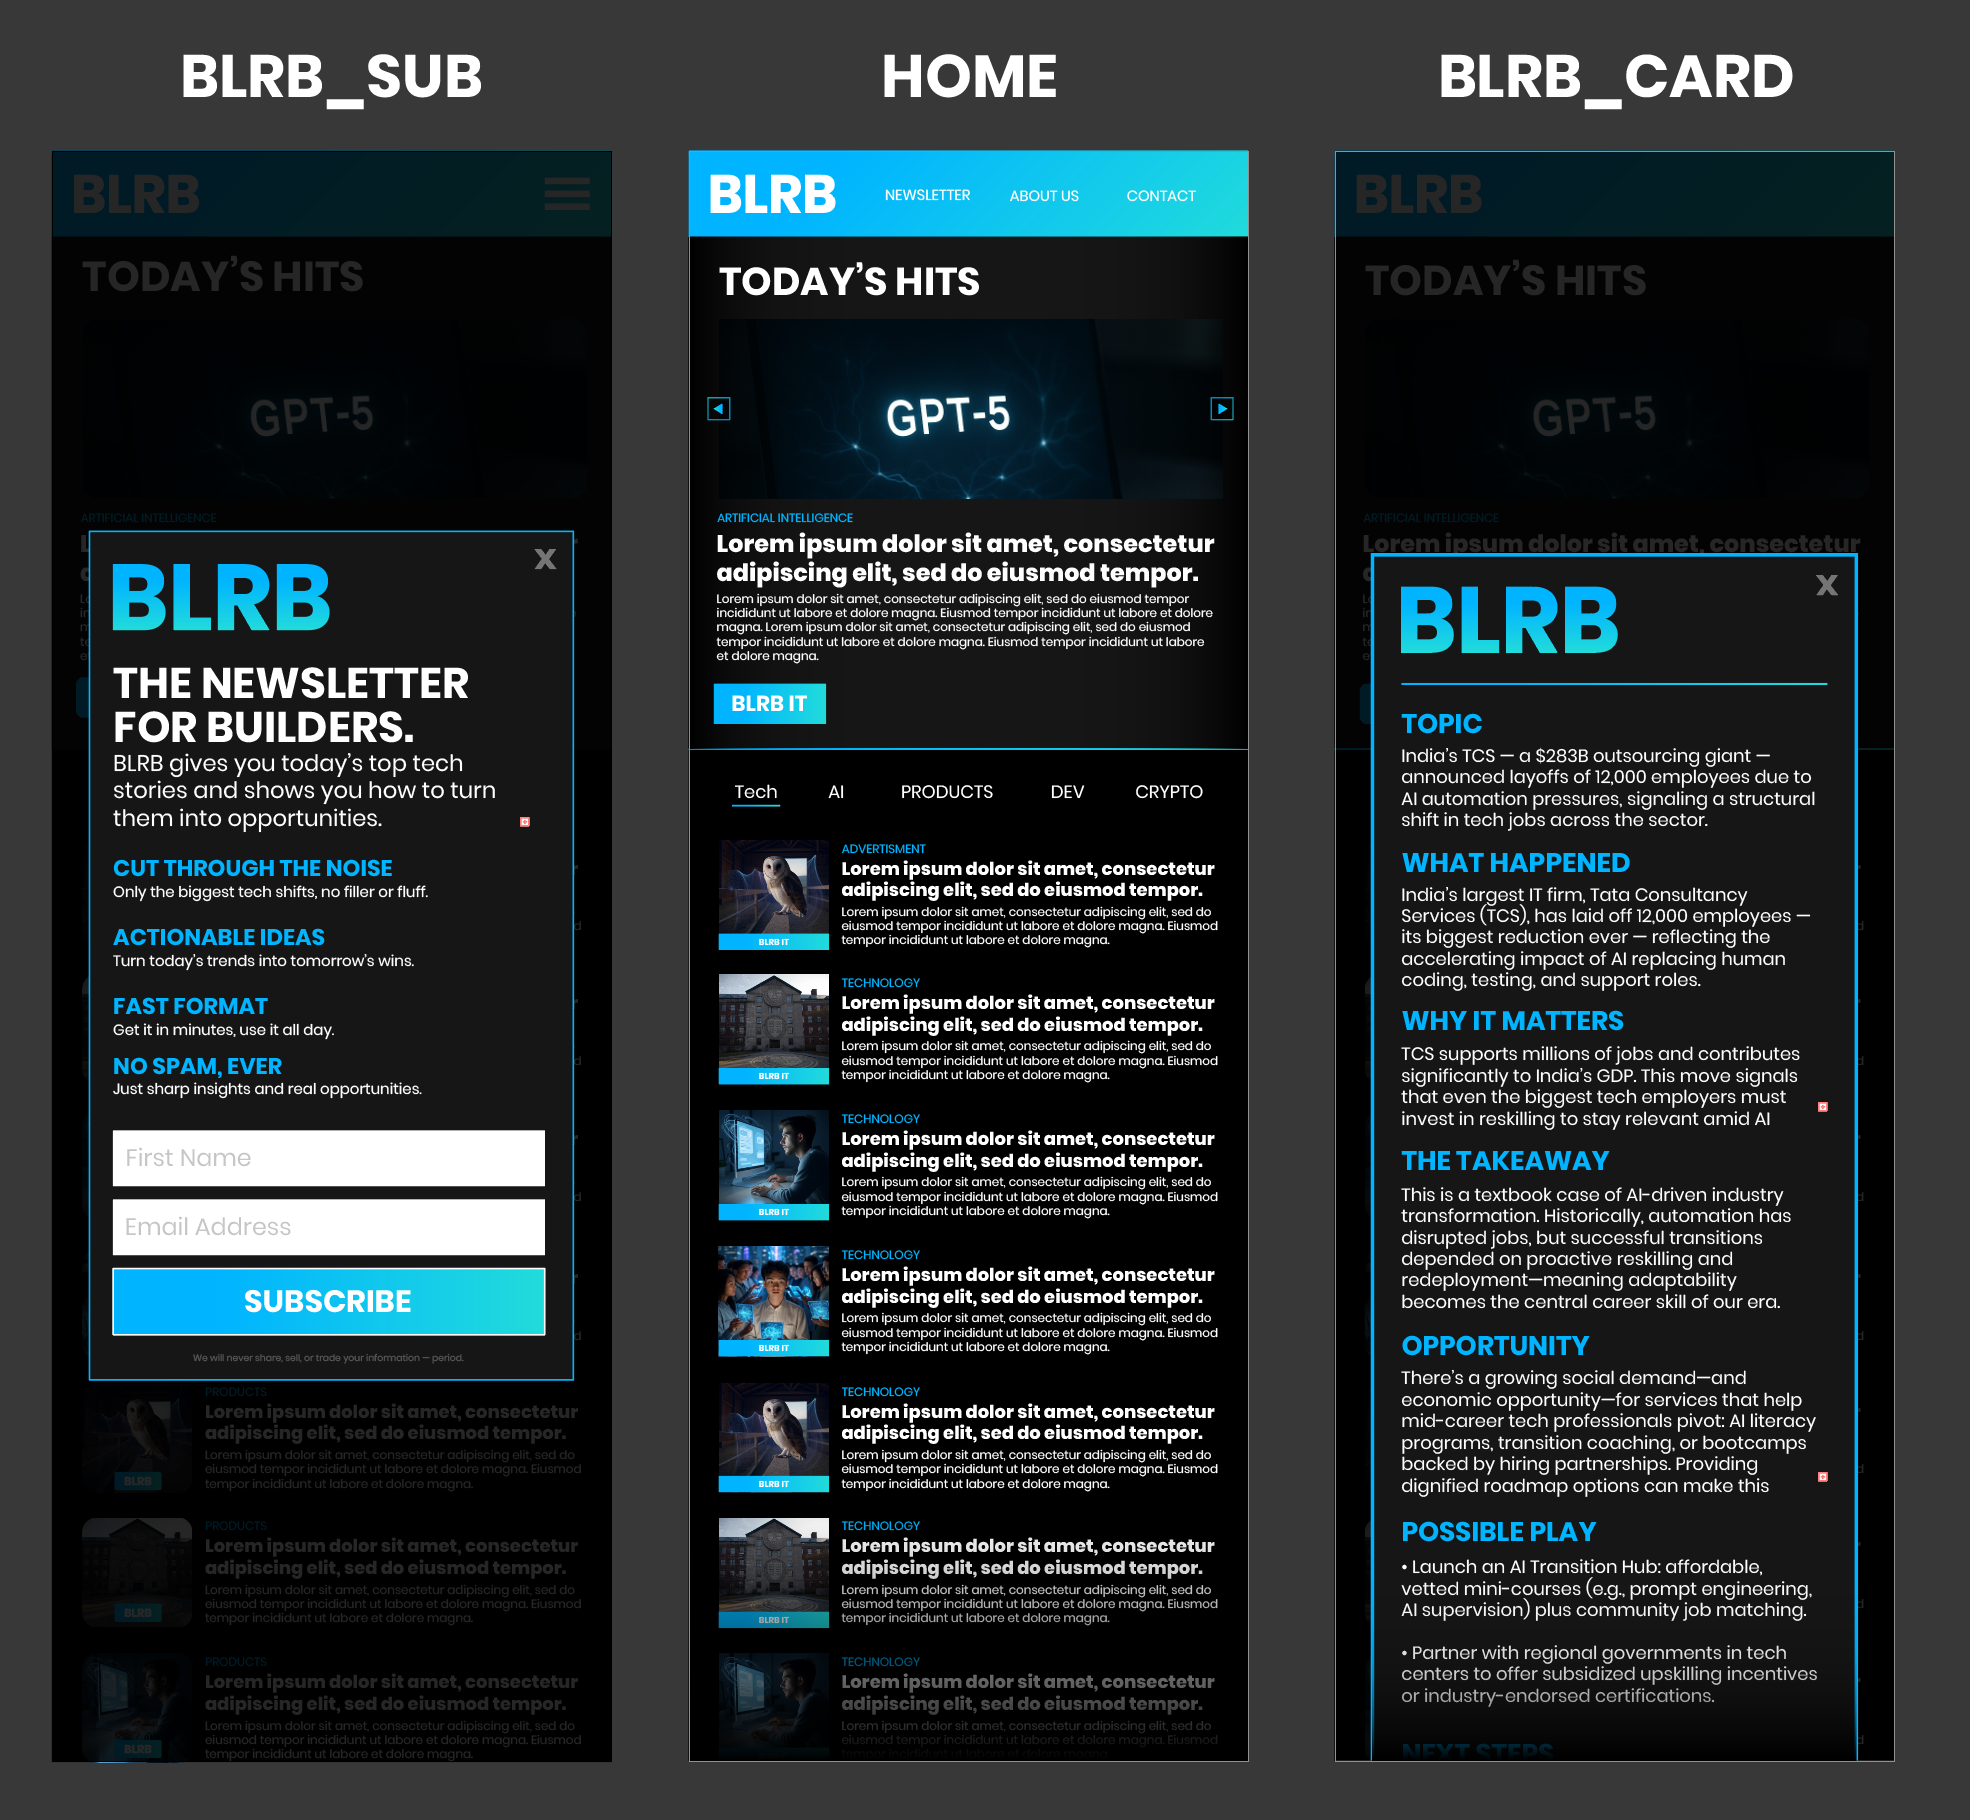 BLRB_SUB
BLRB
TODAY'S HITS
GPT-5
ARTIFICIAL INTELLIGENCE
BLRB
X
THE NEWSLETTER
FOR BUILDERS.
BLRB gives you today's top tech
stories and shows you how to turn
them into opportunities.
CUT THROUGH THE NOISE
Only the biggest tech shifts, no filler or fluff.
ACTIONABLE IDEAS
Turn today's trends into tomorrow's wins.
FAST FORMAT
Get it in minutes, use it all day.
NO SPAM, EVER
Just sharp insights and real opportunities.
First Name
Email Address
SUBSCRIBE
We will never share, sell, or trade your information — period.
PRODUCTS
Lorem ipsum dolor sit amet, consectetur
adipiscing elit, sed do eiusmod tempor.
Lorem ipsum dolor sit amet, consectetur adipiscing elit, sed do
eiusmod tempor incididunt ut labore et dolore magna. Eiusmod
tempor incididunt ut labore et dolore magna.
BLRB
PRODUCTS
Lorem ipsum dolor sit amet, consectetur
adipiscing elit, sed do eiusmod tempor.
Lorem ipsum dolor sit amet, consectetur adipiscing elit, sed do
eiusmod tempor incididunt ut labore et dolore magna. Eiusmod
tempor incididunt ut labore et dolore magna.
BLRB
PRODUCTS
Lorem ipsum dolor sit amet, consectetur
adipiscing elit, sed do eiusmod tempor.
Lorem ipsum dolor sit amet, consectetur adipiscing elit, sed do
eiusmod tempor incididunt ut labore et dolore magna. Eiusmod
tempor incididunt ut labore et dolore magna.
BLRB
HOME
BLRB
NEWSLETTER
ABOUT US
CONTACT
TODAY'S HITS
GPT-5
ARTIFICIAL INTELLIGENCE
Lorem ipsum dolor sit amet, consectetur
adipiscing elit, sed do eiusmod tempor.
Lorem ipsum dolor sit amet, consectetur adipiscing elit, sed do eiusmod tempor
incididunt ut labore et dolore magna. Eiusmod tempor incididunt ut labore et dolore
magna. Lorem ipsum dolor sit amet, consectetur adipiscing elit, sed do eiusmod
tempor incididunt ut labore et dolore magna. Eiusmod tempor incididunt ut labore
et dolore magna.
BLRB IT
Tech
AI
PRODUCTS
DEV
CRYPTO
ADVERTISMENT
Lorem ipsum dolor sit amet, consectetur
adipiscing elit, sed do eiusmod tempor.
Lorem ipsum dolor sit amet, consectetur adipiscing elit, sed do
eiusmod tempor incididunt ut labore et dolore magna. Eiusmod
tempor incididunt ut labore et dolore magna.
BLRB IT
TECHNOLOGY
Lorem ipsum dolor sit amet, consectetur
adipiscing elit, sed do eiusmod tempor.
Lorem ipsum dolor sit amet, consectetur adipiscing elit, sed do
eiusmod tempor incididunt ut labore et dolore magna. Eiusmod
tempor incididunt ut labore et dolore magna.
BLRB IT
TECHNOLOGY
Lorem ipsum dolor sit amet, consectetur
adipiscing elit, sed do eiusmod tempor.
Lorem ipsum dolor sit amet, consectetur adipiscing elit, sed do
eiusmod tempor incididunt ut labore et dolore magna. Eiusmod
tempor incididunt ut labore et dolore magna.
BLRB IT
TECHNOLOGY
Lorem ipsum dolor sit amet, consectetur
adipiscing elit, sed do eiusmod tempor.
Lorem ipsum dolor sit amet, consectetur adipiscing elit, sed do
eiusmod tempor incididunt ut labore et dolore magna. Eiusmod
tempor incididunt ut labore et dolore magna.
BLRB IT
TECHNOLOGY
Lorem ipsum dolor sit amet, consectetur
adipiscing elit, sed do eiusmod tempor.
Lorem ipsum dolor sit amet, consectetur adipiscing elit, sed do
eiusmod tempor incididunt ut labore et dolore magna. Eiusmod
tempor incididunt ut labore et dolore magna.
BLRB IT
TECHNOLOGY
Lorem ipsum dolor sit amet, consectetur
adipiscing elit, sed do eiusmod tempor.
Lorem ipsum dolor sit amet, consectetur adipiscing elit, sed do
eiusmod tempor incididunt ut labore et dolore magna. Eiusmod
tempor incididunt ut labore et dolore magna.
BLRB IT
TECHNOLOGY
Lorem ipsum dolor sit amet, consectetur
adipiscing elit, sed do eiusmod tempor.
Lorem ipsum dolor sit amet, consectetur adipiscing elit, sed do
eiusmod tempor incididunt ut labore et dolore magna. Eiusmod
tempor incididunt ut labore et dolore magna.
BLRB_CARD
BLRB
TODAY'S HITS
GPT-5
ARTIFICIAL INTELLIGENCE
Lorem ipsum dolor sit amet, consectetur
BLRB
X
TOPIC
India's TCS — a $283B outsourcing giant —
announced layoffs of 12,000 employees due to
AI automation pressures, signaling a structural
shift in tech jobs across the sector.
WHAT HAPPENED
India's largest IT firm, Tata Consultancy
Services (TCS), has laid off 12,000 employees —
its biggest reduction ever — reflecting the
accelerating impact of AI replacing human
coding, testing, and support roles.
WHY IT MATTERS
TCS supports millions of jobs and contributes
significantly to India's GDP. This move signals
that even the biggest tech employers must
invest in reskilling to stay relevant amid AI
THE TAKEAWAY
This is a textbook case of AI-driven industry
transformation. Historically, automation has
disrupted jobs, but successful transitions
depended on proactive reskilling and
redeployment—meaning adaptability
becomes the central career skill of our era.
OPPORTUNITY
There's a growing social demand—and
economic opportunity—for services that help
mid-career tech professionals pivot: AI literacy
programs, transition coaching, or bootcamps
backed by hiring partnerships. Providing
dignified roadmap options can make this
POSSIBLE PLAY
• Launch an AI Transition Hub: affordable,
vetted mini-courses (e.g., prompt engineering,
AI supervision) plus community job matching.
• Partner with regional governments in tech
centers to offer subsidized upskilling incentives
or industry-endorsed certifications.
NEXT STEPS